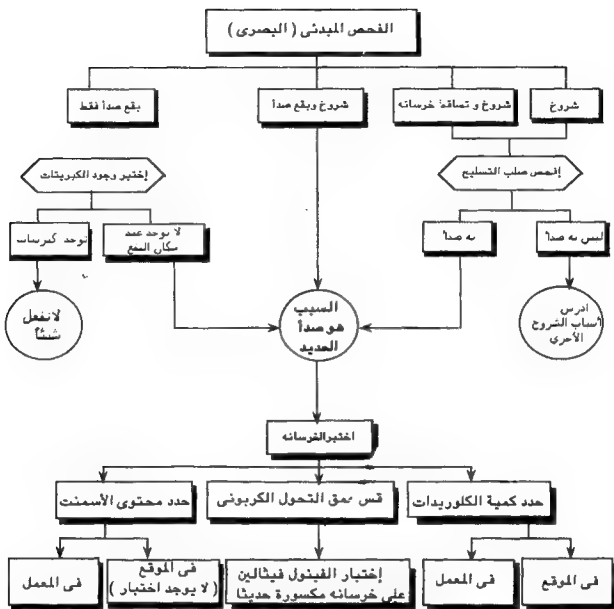 الفحص المبدئى ( البصرى )
شروخ
شروخ و تساقط خرسانه
شروخ وبقع صدأ
بقع صدأ فقط
إفحص صلب التسليح
إختبر وجود الكبريتات
ليس به صدأ
به صدأ
لا يوجد عند
مكان البقع
توجد كبريتات
ادرس
أسباب الشروخ
الأخرى
السبب
هو صدأ
الحديد
لاتفعل
شيئاً
اختبر الخرسانه
حدد كمية الكلوريدات
قس عمق التحول الكربونى
حدد محتوى الأسمنت
فى الموقع
فى المعمل
إختبار الفينول فيثالين
على خرسانه مكسورة حديثا
فى الموقع
( لا يوجد اختبار )
فى المعمل